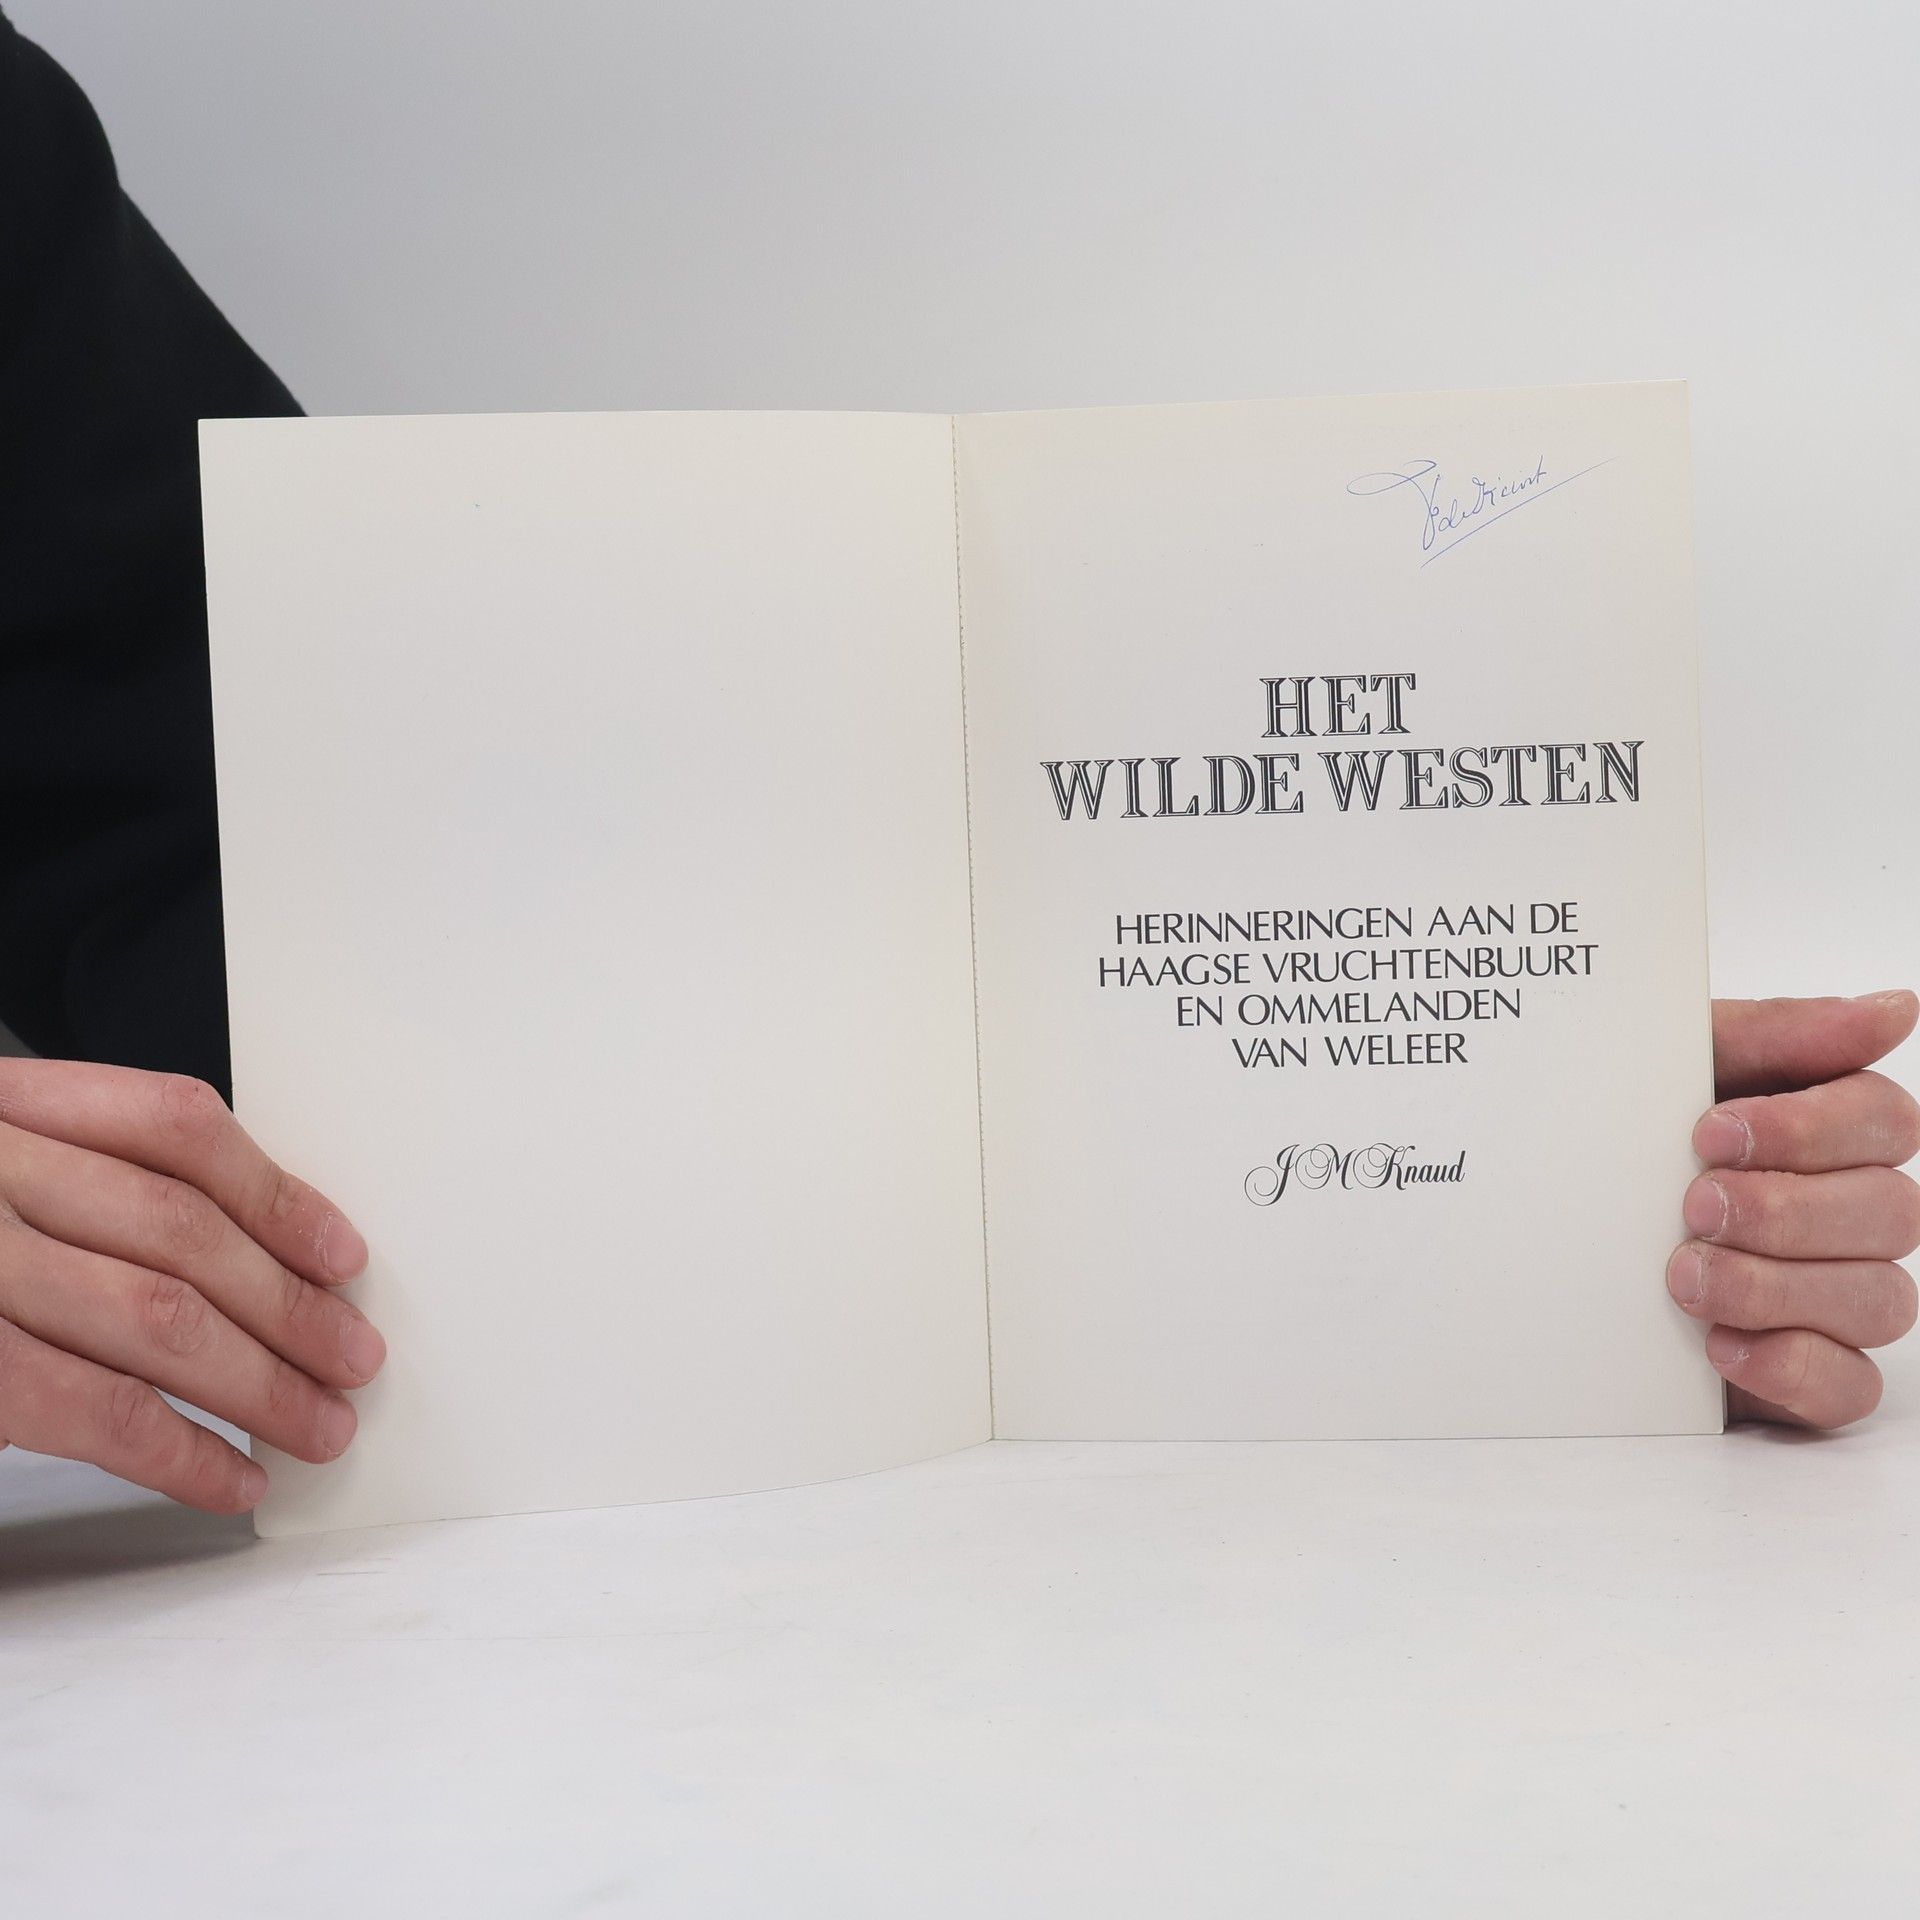 HET
WILDE WESTEN
HERINNERINGEN AAN DE
HAAGSE VRUCHTENBUURT
EN OMMELANDEN
VAN WELEER
J M Knaud